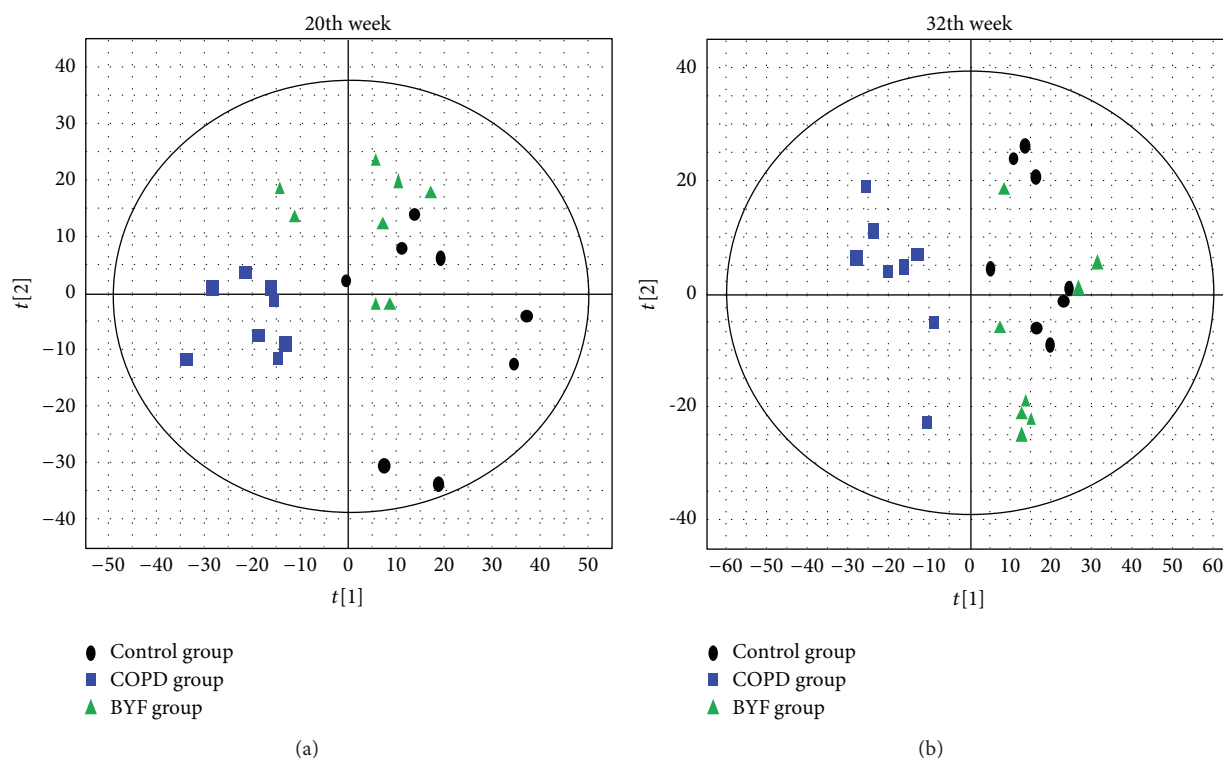 20th week
40
30
20
10
0
−10
−20
−30
−40
t[2]
−50 −40 −30 −20 −10 0 10 20 30 40 50
t[1]
Control group
COPD group
BYF group
(a)
32th week
40
20
0
-20
-40
t[2]
−60 −50 −40 −30 −20 −10 0 10 20 30 40 50 60
t[1]
Control group
COPD group
BYF group
(b)